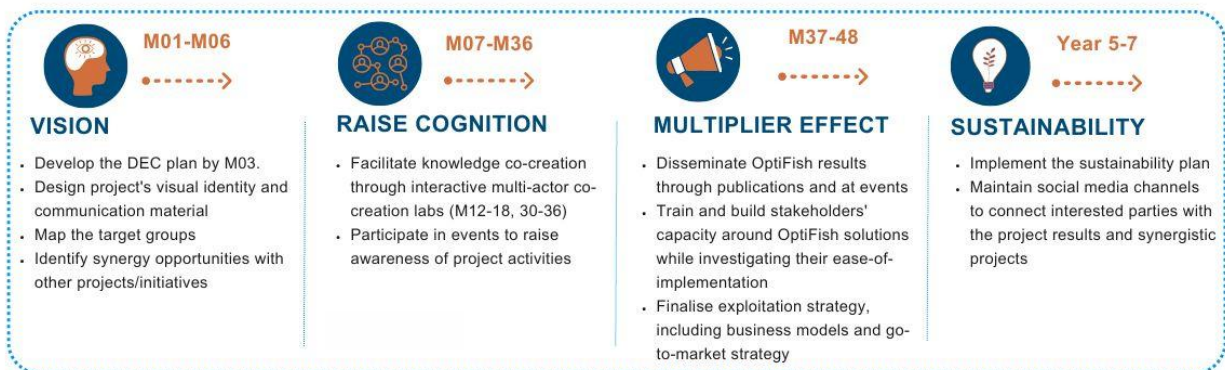 M01-M06
VISION
• Develop the DEC plan by M03.
• Design project's visual identity and
communication material
• Map the target groups
• Identify synergy opportunities with
other projects/initiatives
M07-M36
RAISE COGNITION
• Facilitate knowledge co-creation
through interactive multi-actor co-
creation labs (M12-18, 30-36)
• Participate in events to raise
awareness of project activities
M37-48
MULTIPLIER EFFECT
• Disseminate OptiFish results
through publications and at events
• Train and build stakeholders'
capacity around OptiFish solutions
while investigating their ease-of-
implementation
• Finalise exploitation strategy,
including business models and go-
to-market strategy
Year 5-7
SUSTAINABILITY
• Implement the sustainability plan
• Maintain social media channels
to connect interested parties with
the project results and synergistic
projects